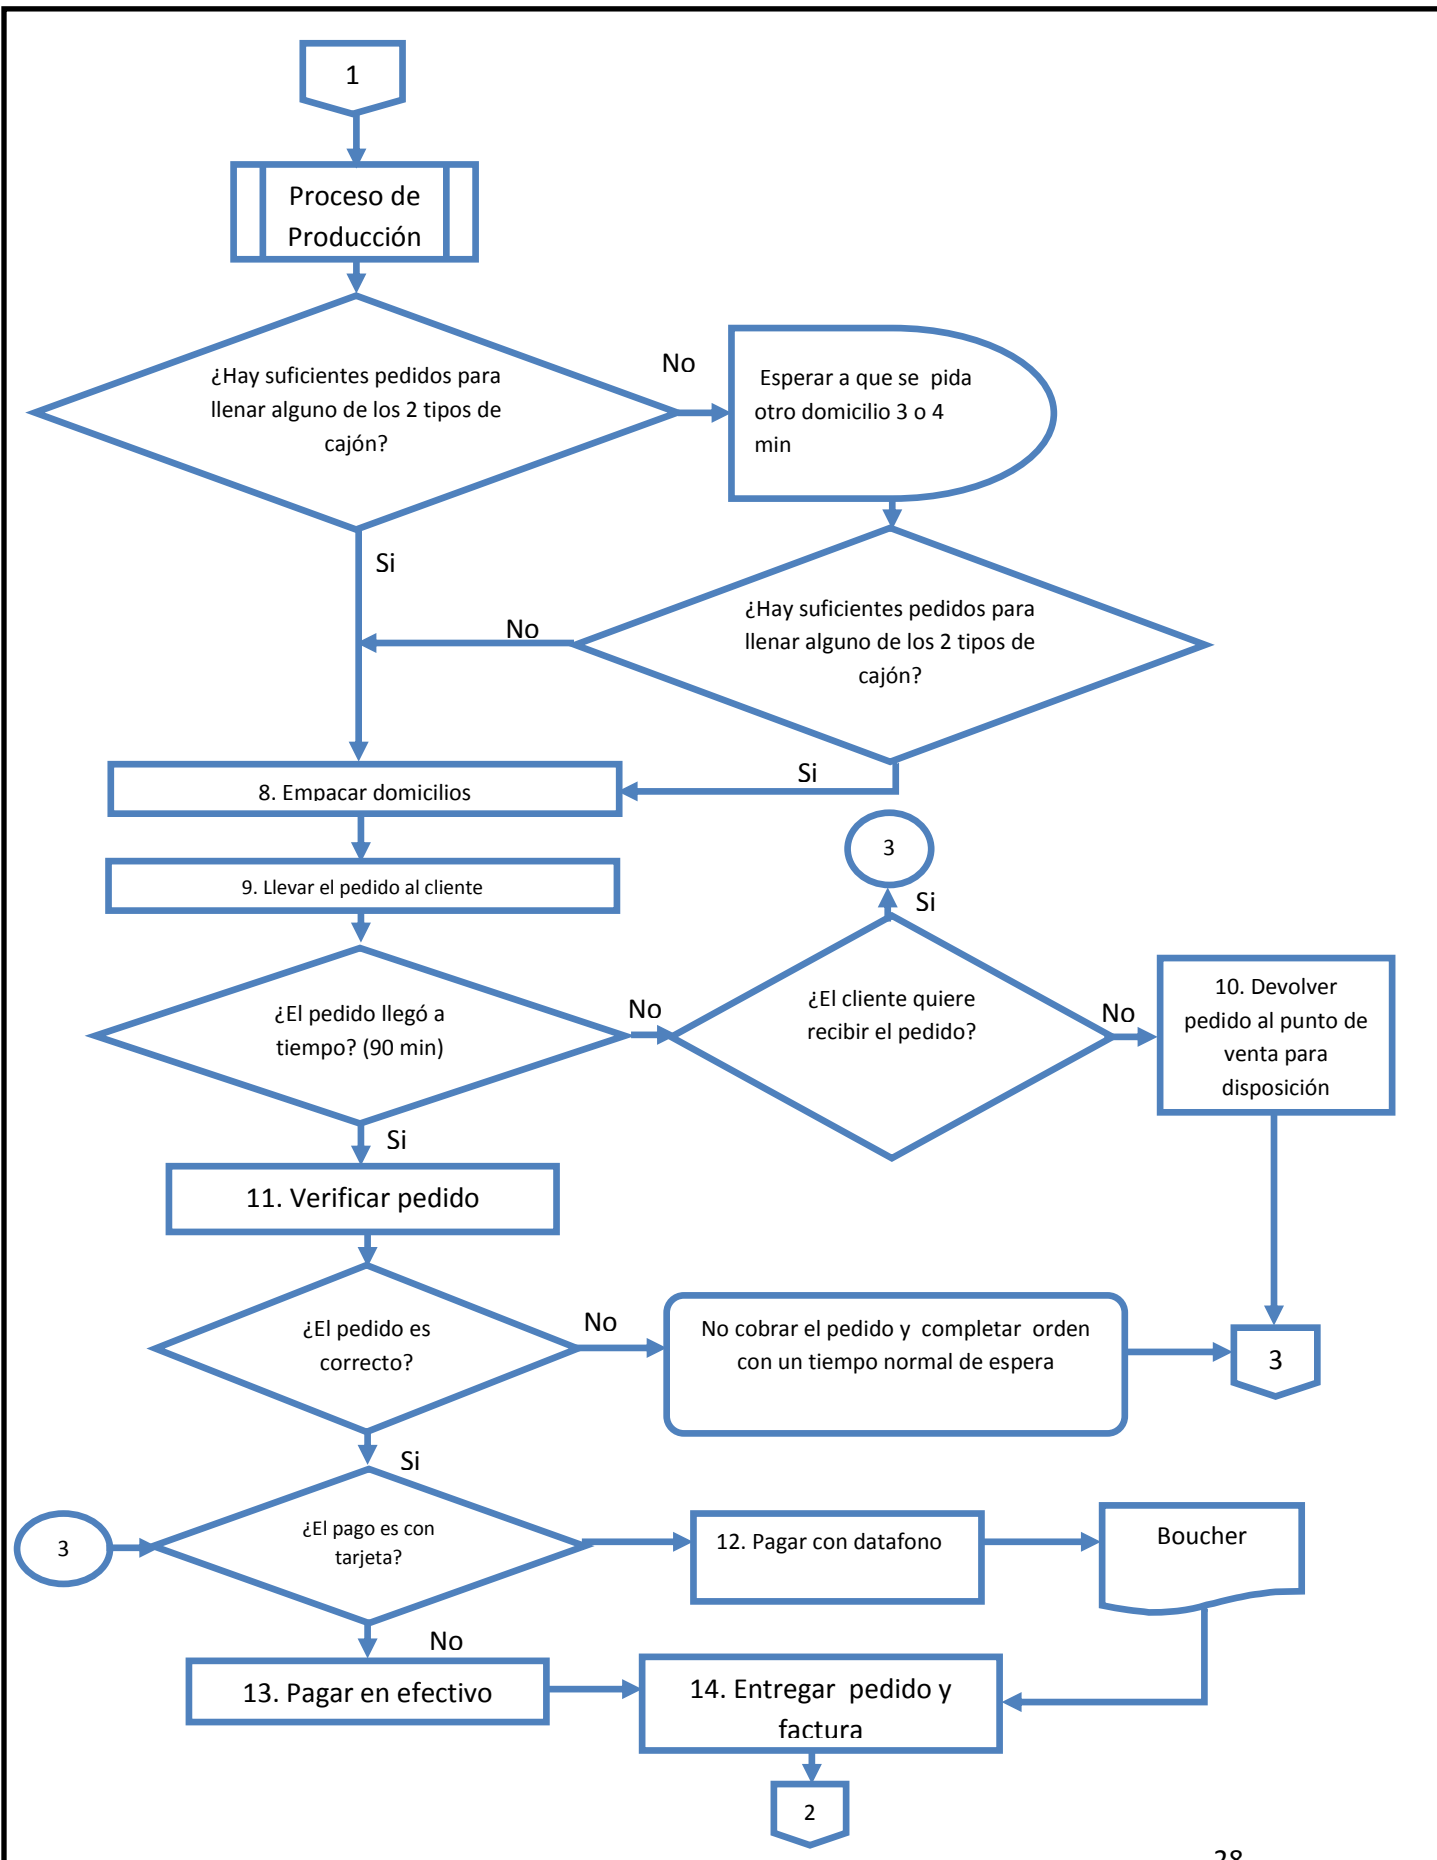 1
Proceso de
Producción
¿Hay suficientes pedidos para
llenar alguno de los 2 tipos de
cajón?
No
Esperar a que se pida
otro domicilio 3 o 4
min
Si
¿Hay suficientes pedidos para
llenar alguno de los 2 tipos de
cajón?
No
Si
8. Empacar domicilios
3
9. Llevar el pedido al cliente
Si
¿El pedido llegó a
tiempo? (90 min)
No
¿El cliente quiere
recibir el pedido?
No
10. Devolver
pedido al punto de
venta para
disposición
Si
11. Verificar pedido
¿El pedido es
correcto?
No
No cobrar el pedido y completar orden
con un tiempo normal de espera
3
Si
3
¿El pago es con
tarjeta?
12. Pagar con datafono
Boucher
No
13. Pagar en efectivo
14. Entregar pedido y
factura
2
28